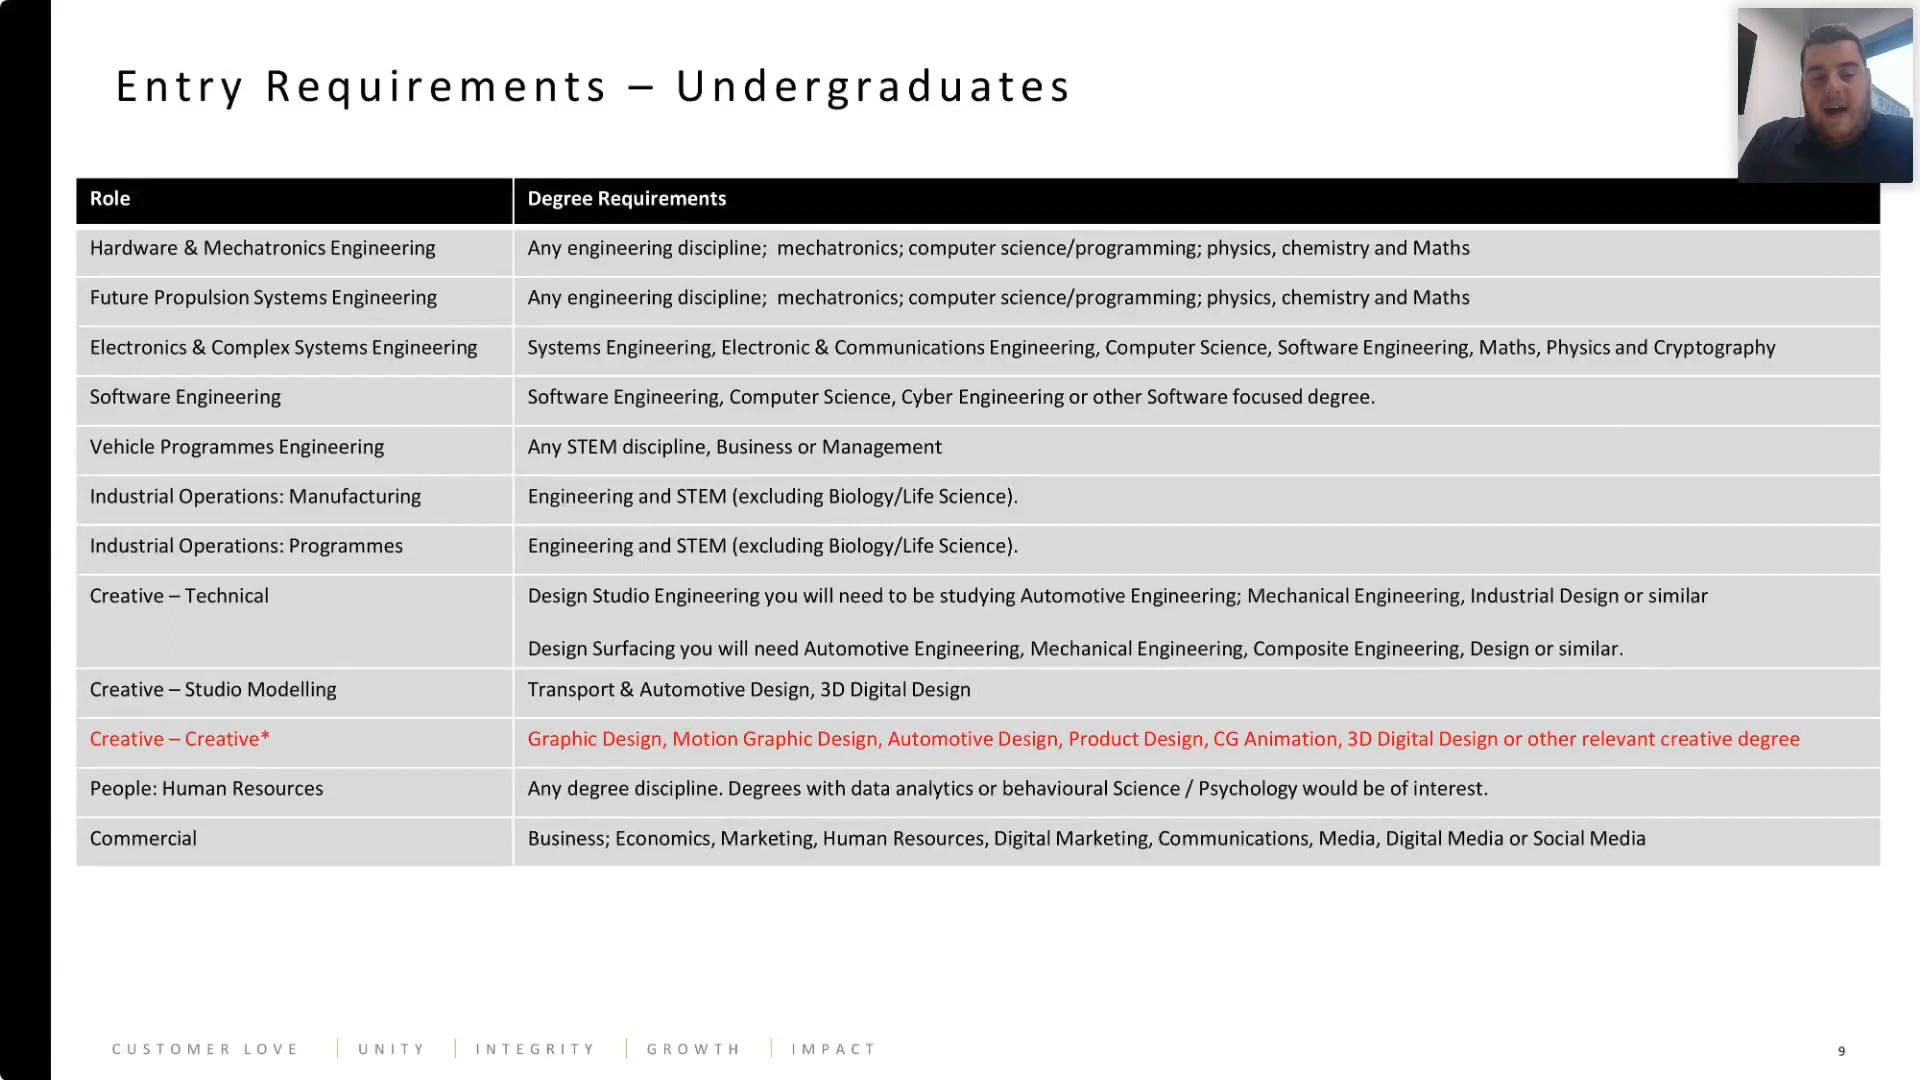 Entry Requirements – Undergraduates
Role Degree Requirements
Hardware & Mechatronics Engineering Any engineering discipline; mechatronics; computer science/programming; physics, chemistry and Maths
Future Propulsion Systems Engineering Any engineering discipline; mechatronics; computer science/programming; physics, chemistry and Maths
Electronics & Complex Systems Engineering Systems Engineering, Electronic & Communications Engineering, Computer Science, Software Engineering, Maths, Physics and Cryptography
Software Engineering Software Engineering, Computer Science, Cyber Engineering or other Software focused degree.
Vehicle Programmes Engineering Any STEM discipline, Business or Management
Industrial Operations: Manufacturing Engineering and STEM (excluding Biology/Life Science).
Industrial Operations: Programmes Engineering and STEM (excluding Biology/Life Science).
Creative – Technical Design Studio Engineering you will need to be studying Automotive Engineering; Mechanical Engineering, Industrial Design or similar
Design Surfacing you will need Automotive Engineering, Mechanical Engineering, Composite Engineering, Design or similar.
Creative – Studio Modelling Transport & Automotive Design, 3D Digital Design
Creative – Creative* Graphic Design, Motion Graphic Design, Automotive Design, Product Design, CG Animation, 3D Digital Design or other relevant creative degree
People: Human Resources Any degree discipline. Degrees with data analytics or behavioural Science / Psychology would be of interest.
Commercial Business; Economics, Marketing, Human Resources, Digital Marketing, Communications, Media, Digital Media or Social Media
CUSTOMER LOVE UNITY INTEGRITY GROWTH IMPACT
9